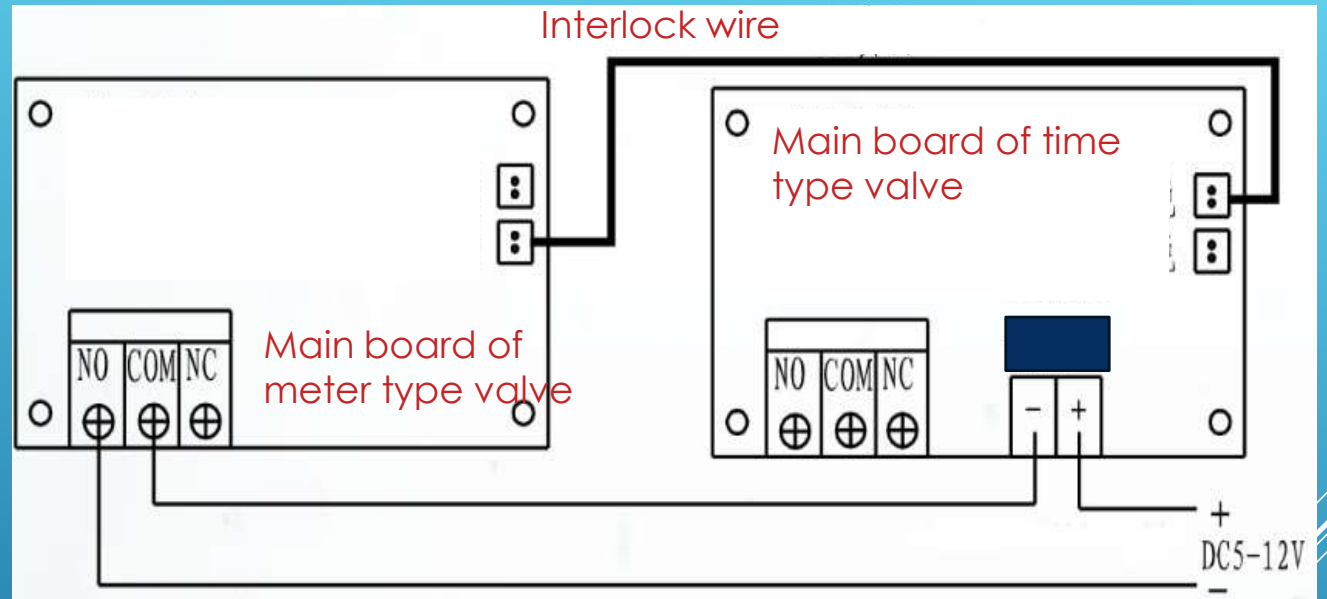 Interlock wire
Main board of time
type valve
Main board of
meter type valve
NO COM NC
NO COM NC
- +
+
DC5-12V
-